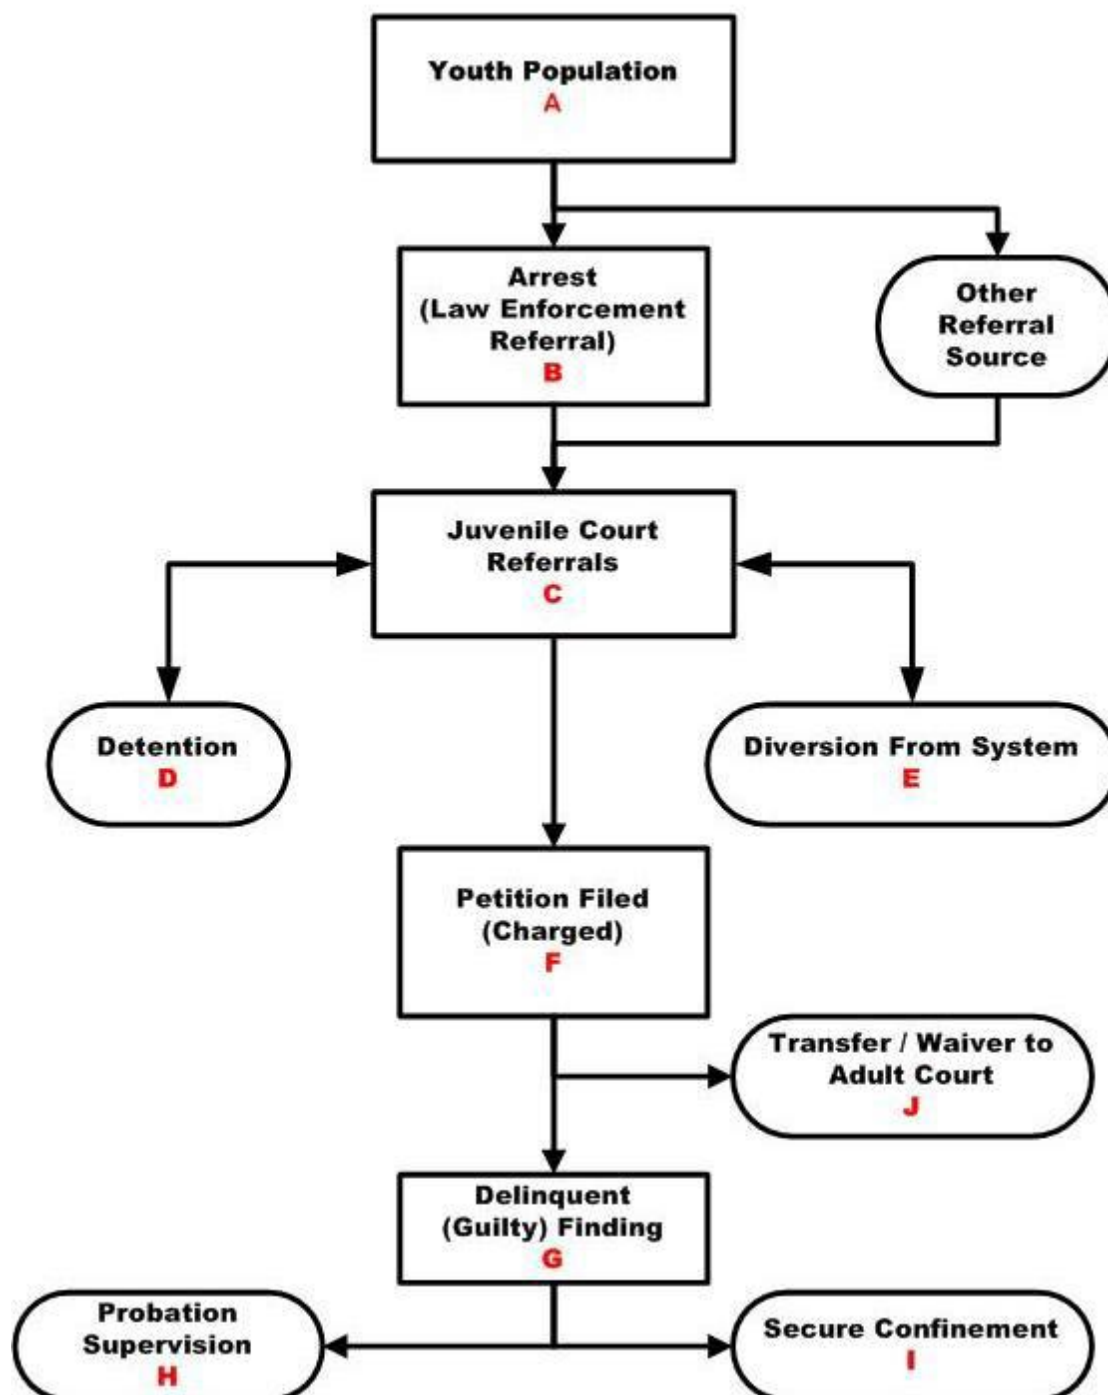 Youth Population
A
Arrest
(Law Enforcement
Referral)
B
Other
Referral
Source
Juvenile Court
Referrals
C
Detention
D
Diversion From System
E
Petition Filed
(Charged)
F
Transfer / Waiver to
Adult Court
J
Delinquent
(Guilty) Finding
G
Probation
Supervision
H
Secure Confinement
I